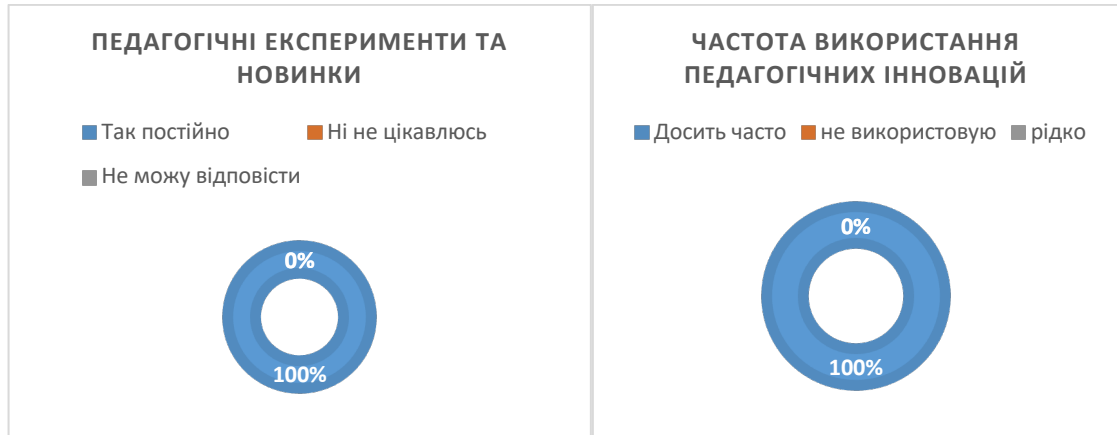 ПЕДАГОГІЧНІ ЕКСПЕРИМЕНТИ ТА
НОВИНКИ
Так постійно
Ні не цікавлюсь
Не можу відповісти
0%
100%
ЧАСТОТА ВИКОРИСТАННЯ
ПЕДАГОГІЧНИХ ІННОВАЦІЙ
Досить часто
не використовую
рідко
0%
100%